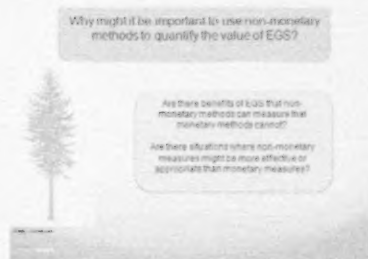 Why might it be important to use non-monetary
methods to quantify the value of EGS?
Are there benefits of EGS that non-
monetary methods can measure that
monetary methods cannot?
Are there situations where non-monetary
measures might be more effective or
appropriate than monetary measures?